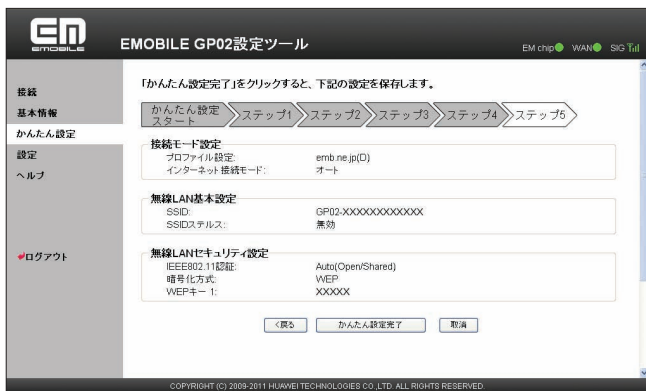 Em
EMOBILE
EMOBILE GP02設定ツール
EM chip WAN SIG
接続
基本情報
かんたん設定
設定
ヘルプ
ログアウト
「かんたん設定完了」をクリックすると、下記の設定を保存します。
かんたん設定
スタート
ステップ1
ステップ2
ステップ3
ステップ4
ステップ5
接続モード設定
プロファイル設定: emb.ne.jp(D)
インターネット接続モード: オート
無線LAN基本設定
SSID: GP02-XXXXXXXXXXXX
SSIDステルス: 無効
無線LANセキュリティ設定
IEEE802.11認証: Auto(Open/Shared)
暗号化方式: WEP
WEPキー 1: XXXXX
<戻る かんたん設定完了 取消
COPYRIGHT (C) 2009-2011 HUAWEI TECHNOLOGIES CO.,LTD. ALL RIGHTS RESERVED.